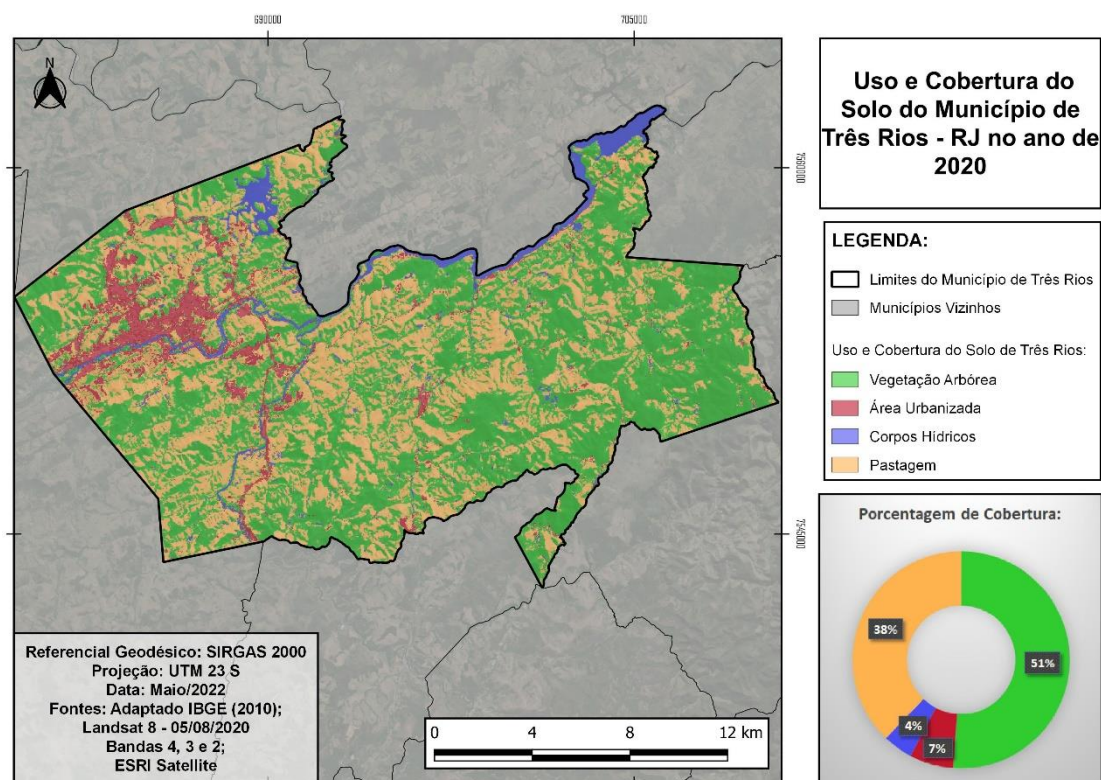 690000
705000
N
7560000
7545000
Uso e Cobertura do
Solo do Município de
Três Rios - RJ no ano de
2020
LEGENDA:
Limites do Município de Três Rios
Municípios Vizinhos
Uso e Cobertura do Solo de Três Rios:
Vegetação Arbórea
Área Urbanizada
Corpos Hídricos
Pastagem
Porcentagem de Cobertura:
38%
51%
4%
7%
Referencial Geodésico: SIRGAS 2000
Projeção: UTM 23 S
Data: Maio/2022
Fontes: Adaptado IBGE (2010);
Landsat 8 - 05/08/2020
Bandas 4, 3 e 2;
ESRI Satellite
0 4 8 12 km